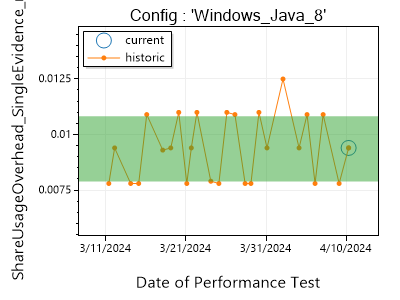 Config : 'Windows_Java_8'
current
historic
0.0125
0.01
0.0075
ShareUsageOverhead_SingleEvidence_
3/11/2024
3/21/2024
3/31/2024
4/10/2024
Date of Performance Test